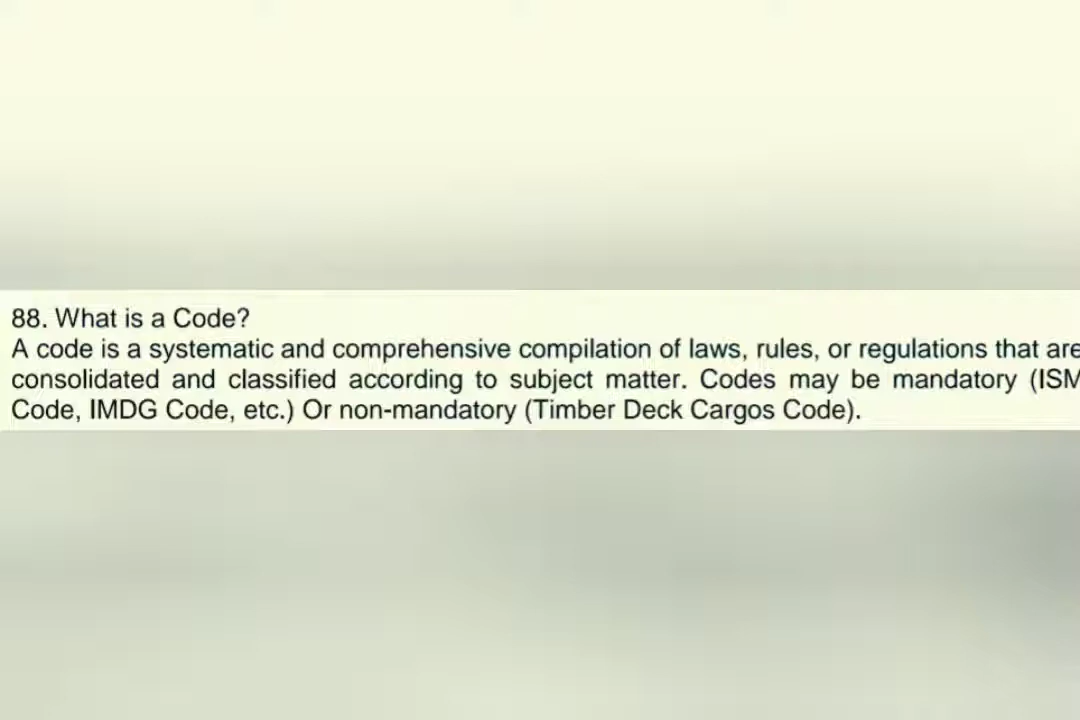 88. What is a Code?
A code is a systematic and comprehensive compilation of laws, rules, or regulations that are
consolidated and classified according to subject matter. Codes may be mandatory (ISM
Code, IMDG Code, etc.) Or non-mandatory (Timber Deck Cargos Code).